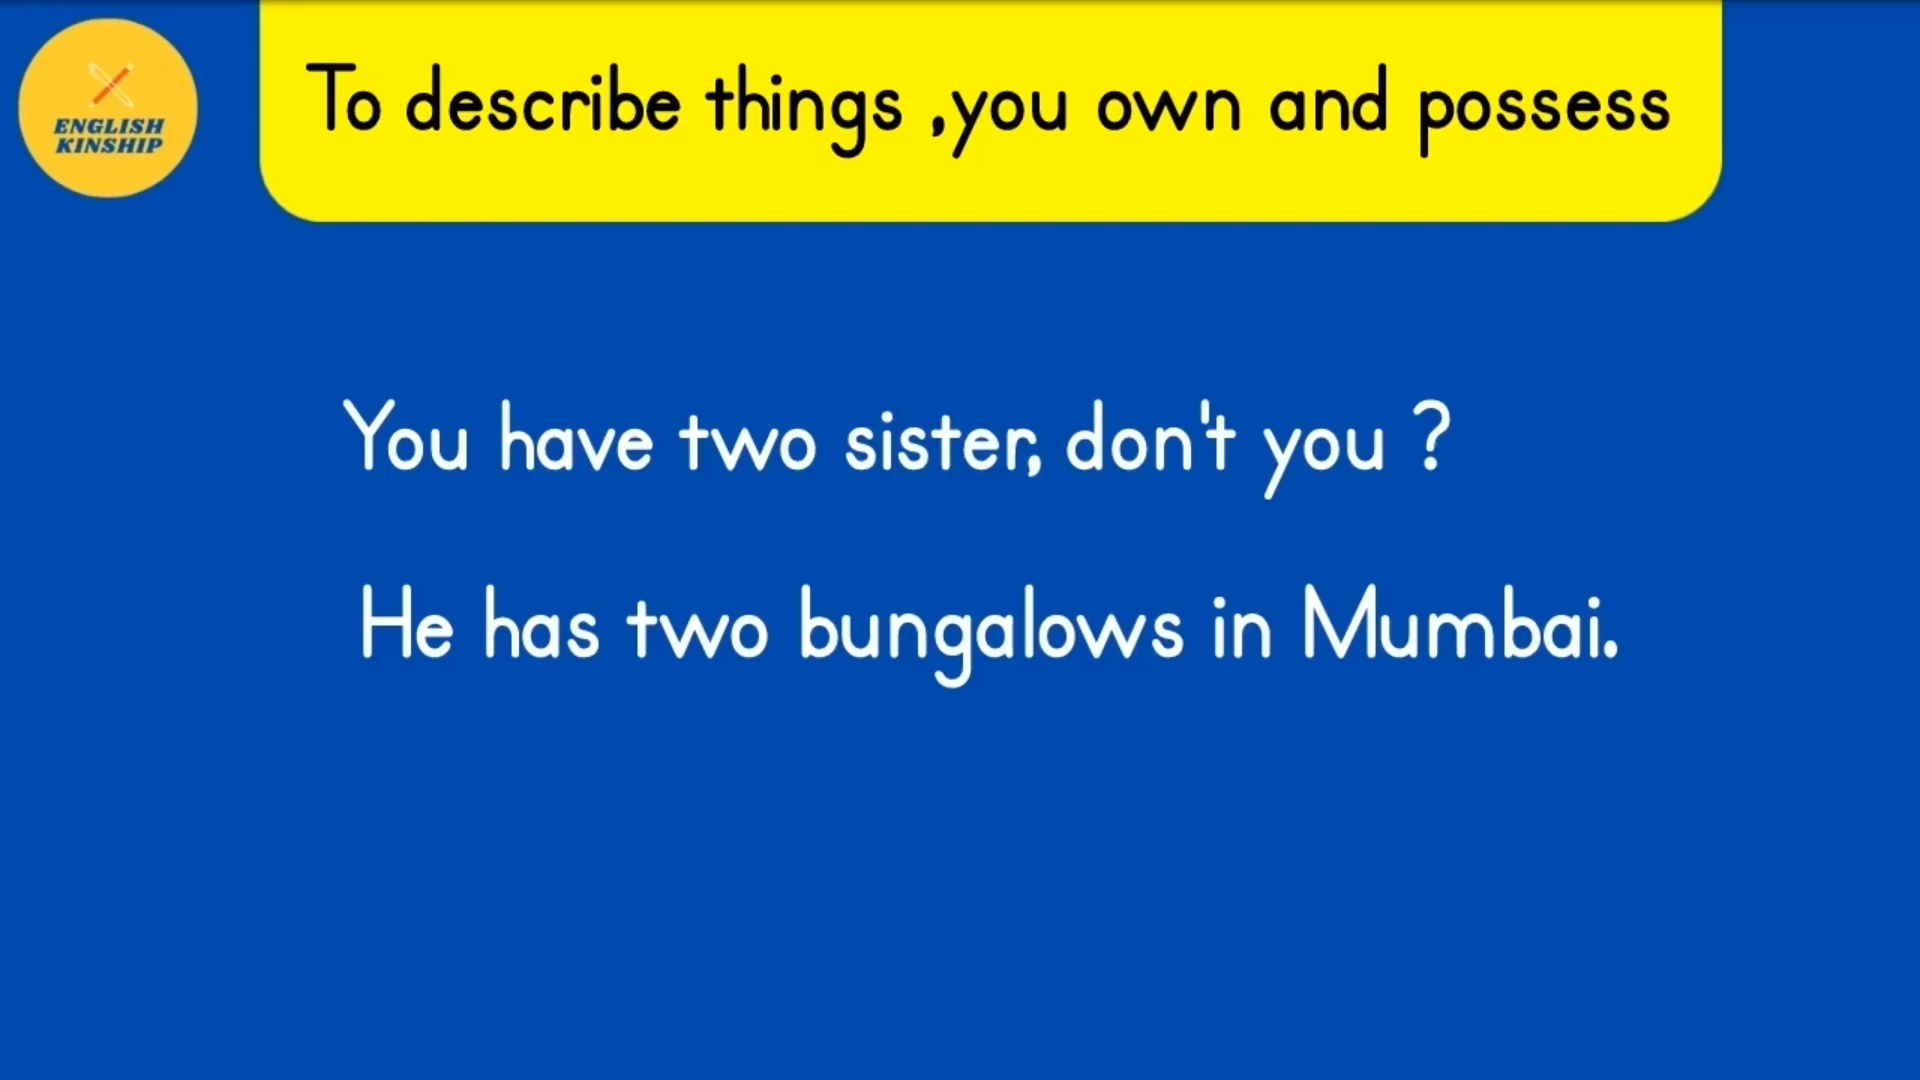 ENGLISH
KINSHIP
To describe things ,you own and possess
You have two sister, don't you ?
He has two bungalows in Mumbai.